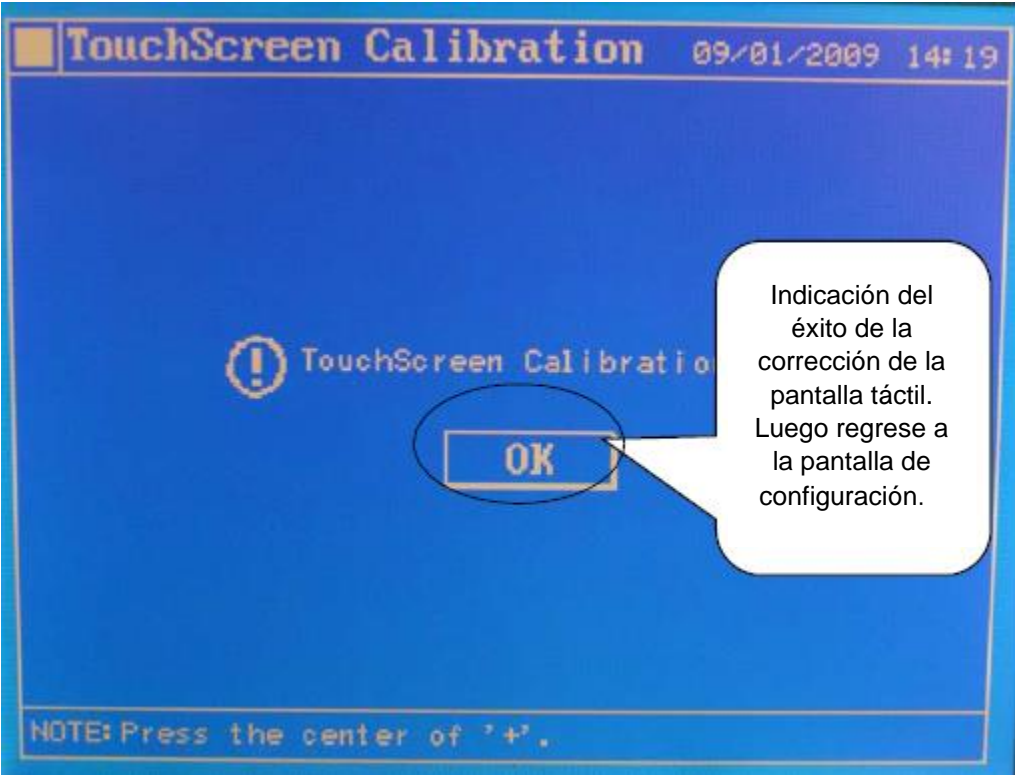 TouchScreen Calibration 09/01/2009 14:19
TouchScreen Calibration
OK
Indicación del
éxito de la
corrección de la
pantalla táctil.
Luego regrese a
la pantalla de
configuración.
NOTE:Press the center of '+'.